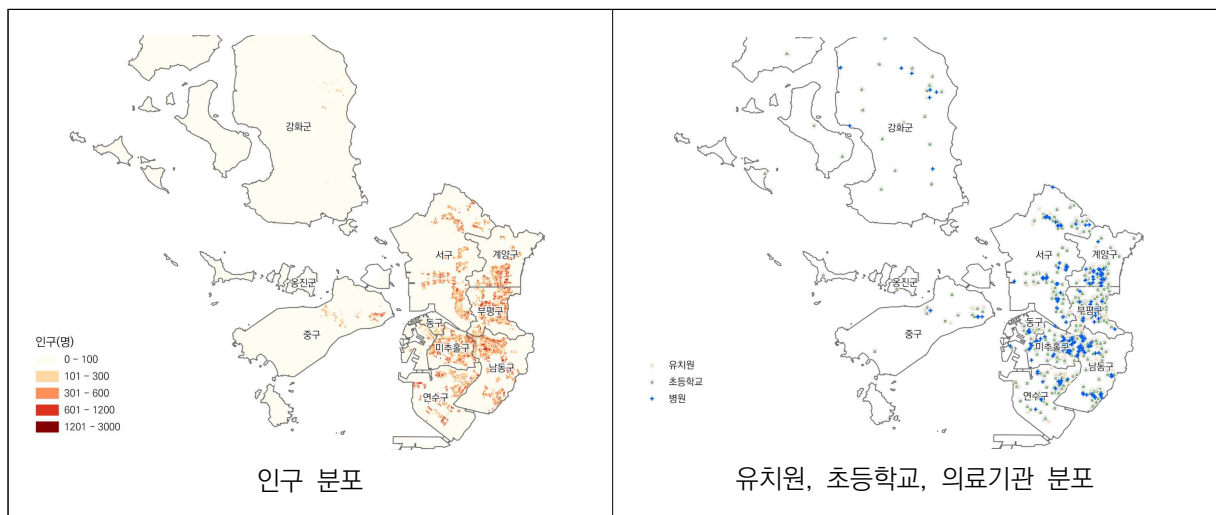 강화군
서구
계양구
옹진군
부평구
중구
동구
미추홀구
남동구
연수구
인구(명)
0 - 100
101 - 300
301 - 600
601 - 1200
1201 - 3000
인구 분포
강화군
서구
계양구
옹진군
부평구
중구
동구
미추홀구
남동구
연수구
유치원
초등학교
병원
유치원, 초등학교, 의료기관 분포